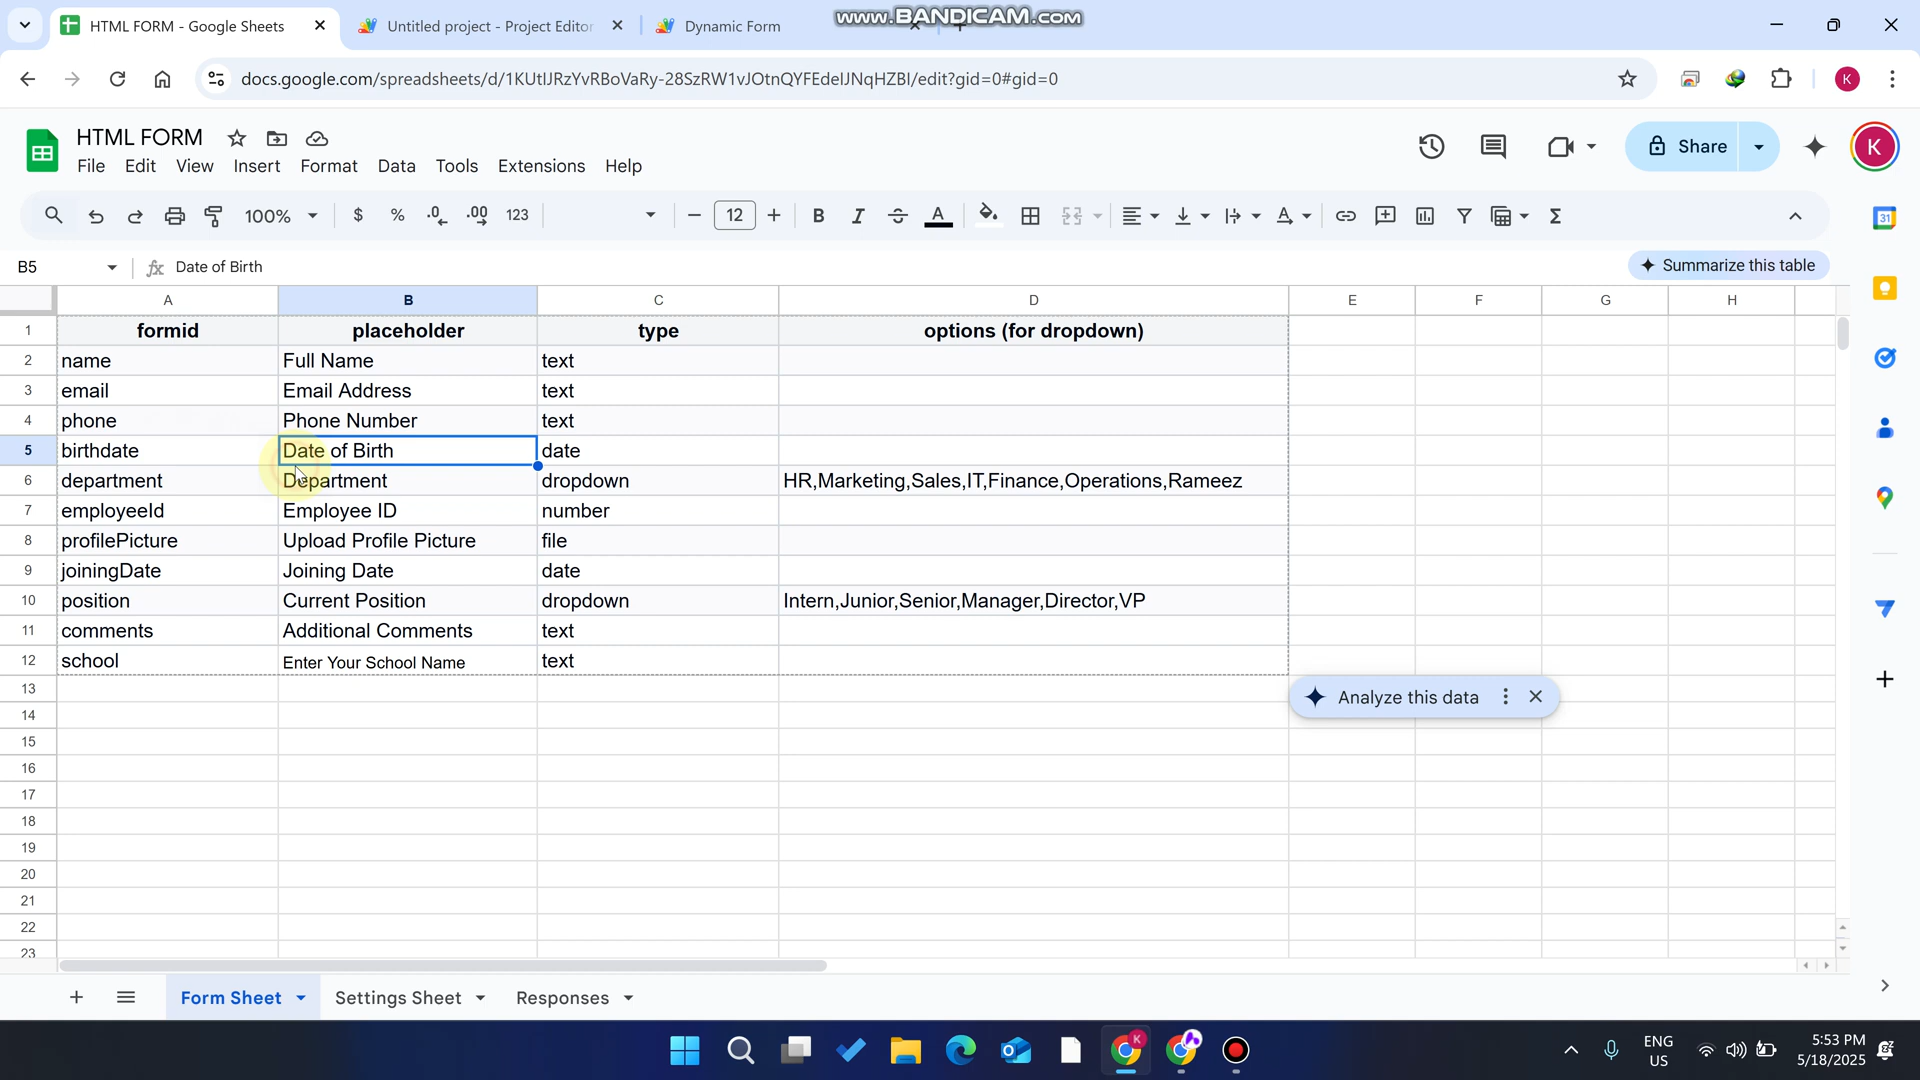 HTML FORM - Google Sheets
Untitled project - Project Editor
Dynamic Form
www.BANDICAM.com
docs.google.com/spreadsheets/d/1KUtlJRzYvRBoVaRy-28SzRW1vJOtnQYFEdelJNqHZBI/edit?gid=0#gid=0
K
HTML FORM
File Edit View Insert Format Data Tools Extensions Help
Share
K
100% $ % .0 .00 123 12 B I S A
31
B5 fx Date of Birth
Summarize this table
A B C D E F G H
1 formid placeholder type options (for dropdown)
2 name Full Name text
3 email Email Address text
4 phone Phone Number text
5 birthdate Date of Birth date
6 department Department dropdown HR,Marketing,Sales,IT,Finance,Operations,Rameez
7 employeeId Employee ID number
8 profilePicture Upload Profile Picture file
9 joiningDate Joining Date date
10 position Current Position dropdown Intern,Junior,Senior,Manager,Director,VP
11 comments Additional Comments text
12 school Enter Your School Name text
13
Analyze this data
14
15
16
17
18
19
20
21
22
23
Form Sheet Settings Sheet Responses
ENG
US
5:53 PM
5/18/2025